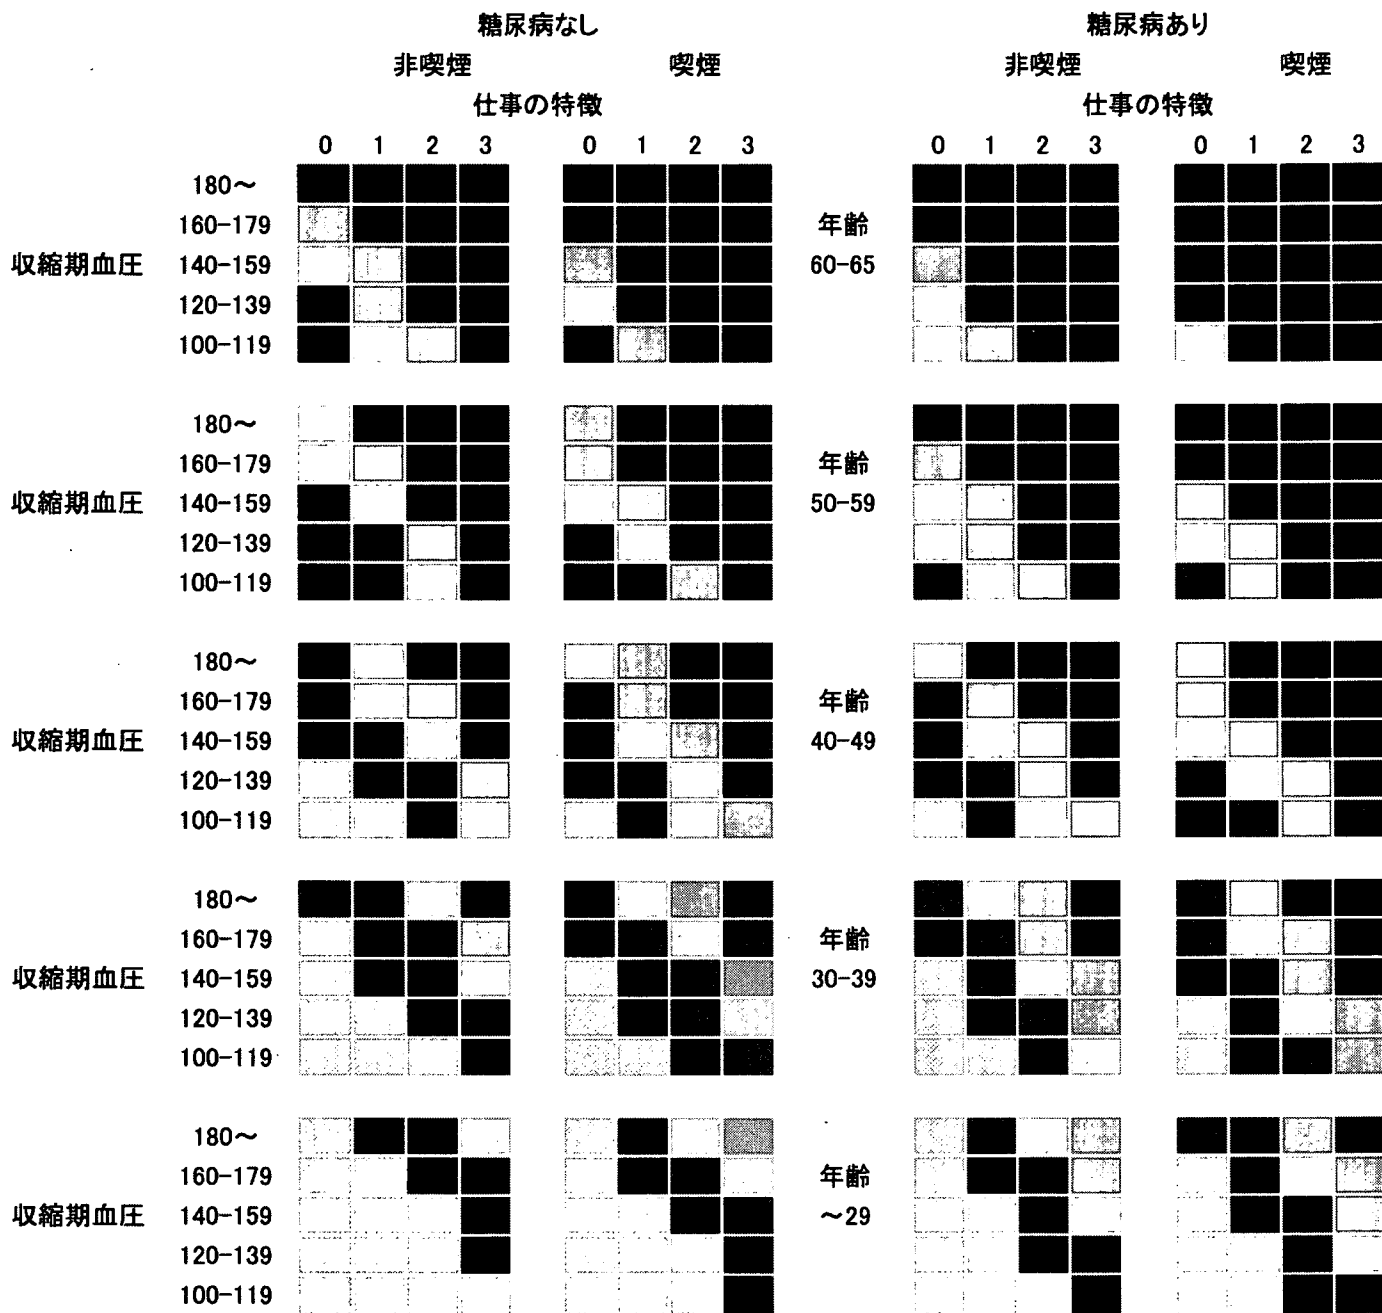 糖尿病なし 糖尿病あり
非喫煙 喫煙 非喫煙 喫煙
仕事の特徴 仕事の特徴
0 1 2 3 0 1 2 3 0 1 2 3 0 1 2 3
180～
160-179 年齢
収縮期血圧 140-159 60-65
120-139
100-119
180～
160-179 年齢
収縮期血圧 140-159 50-59
120-139
100-119
180～
160-179 年齢
収縮期血圧 140-159 40-49
120-139
100-119
180～
160-179 年齢
収縮期血圧 140-159 30-39
120-139
100-119
180～
160-179 年齢
収縮期血圧 140-159 ～29
120-139
100-119